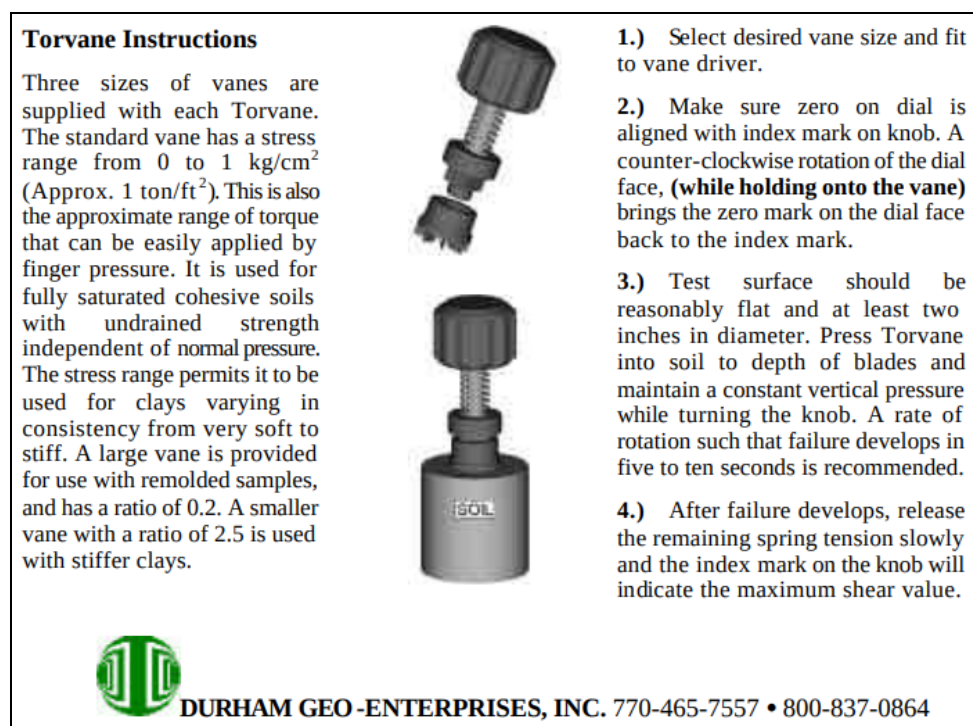 Torvane Instructions
Three sizes of vanes are
supplied with each Torvane.
The standard vane has a stress
range from 0 to 1 kg/cm²
(Approx. 1 ton/ft²). This is also
the approximate range of torque
that can be easily applied by
finger pressure. It is used for
fully saturated cohesive soils
with undrained strength
independent of normal pressure.
The stress range permits it to be
used for clays varying in
consistency from very soft to
stiff. A large vane is provided
for use with remolded samples,
and has a ratio of 0.2. A smaller
vane with a ratio of 2.5 is used
with stiffer clays.
SOIL
1.) Select desired vane size and fit
to vane driver.
2.) Make sure zero on dial is
aligned with index mark on knob. A
counter-clockwise rotation of the dial
face, (while holding onto the vane)
brings the zero mark on the dial face
back to the index mark.
3.) Test surface should be
reasonably flat and at least two
inches in diameter. Press Torvane
into soil to depth of blades and
maintain a constant vertical pressure
while turning the knob. A rate of
rotation such that failure develops in
five to ten seconds is recommended.
4.) After failure develops, release
the remaining spring tension slowly
and the index mark on the knob will
indicate the maximum shear value.
DURHAM GEO-ENTERPRISES, INC. 770-465-7557 • 800-837-0864